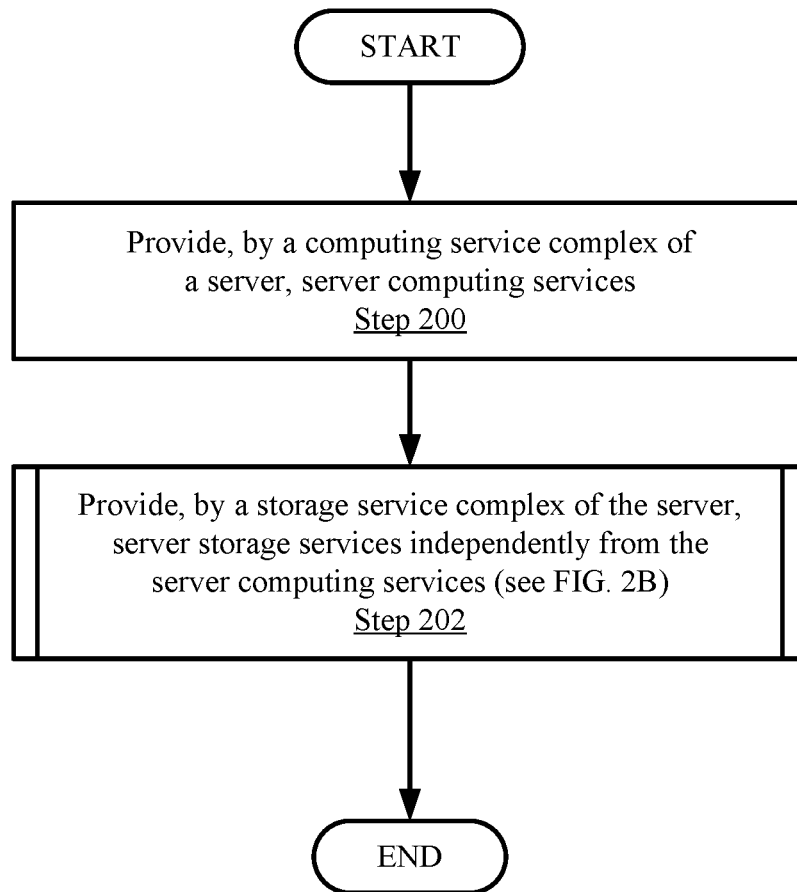 START
Provide, by a computing service complex of
a server, server computing services
Step 200
Provide, by a storage service complex of the server,
server storage services independently from the
server computing services (see FIG. 2B)
Step 202
END